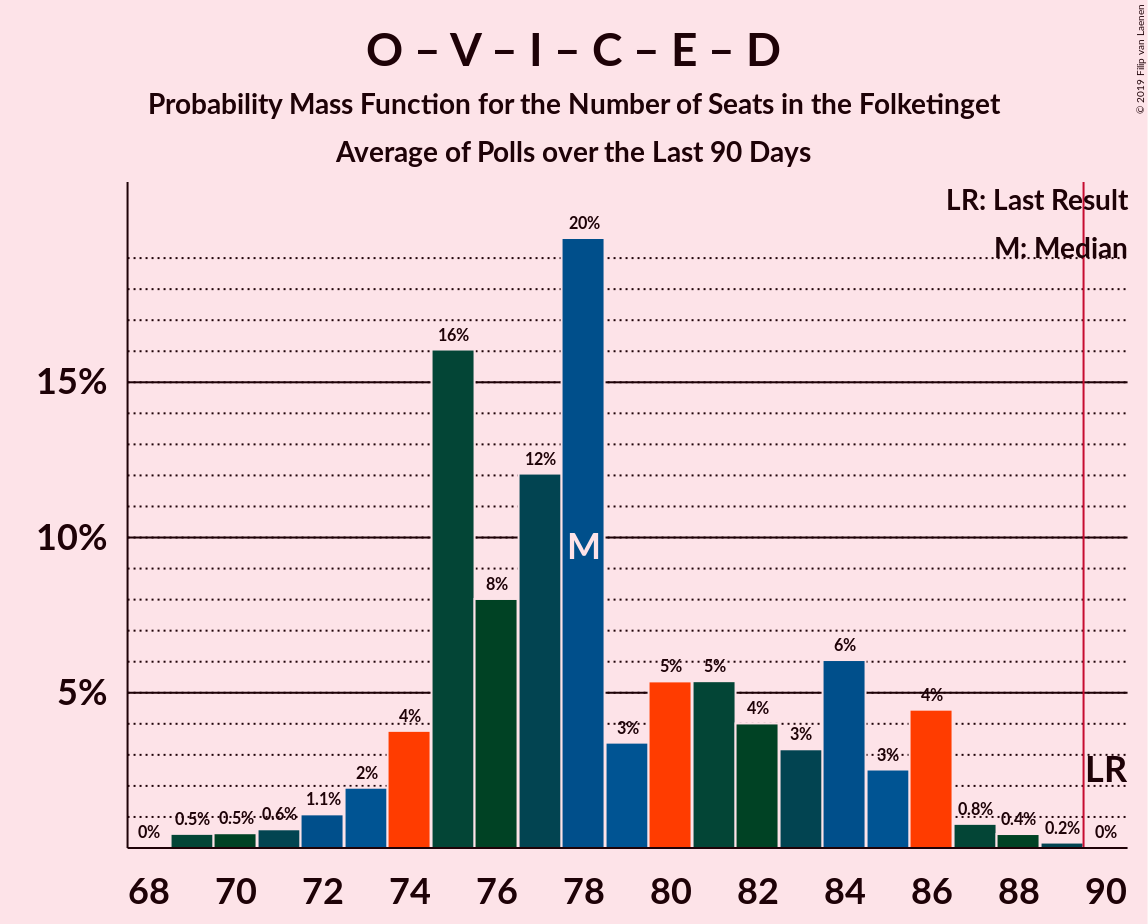 O – V – I – C – E – D
Probability Mass Function for the Number of Seats in the Folketinget
Average of Polls over the Last 90 Days
© 2019 Filip van Laenen
LR: Last Result
M: Median
20%
16%
15%
12%
10%
M
8%
6%
5%
5%
5%
4%
4%
4%
3%
3%
3%
2%
LR
1.1%
0%
0.5%
0.5%
0.6%
0.8%
0.4%
0.2%
0%
68 70 72 74 76 78 80 82 84 86 88 90